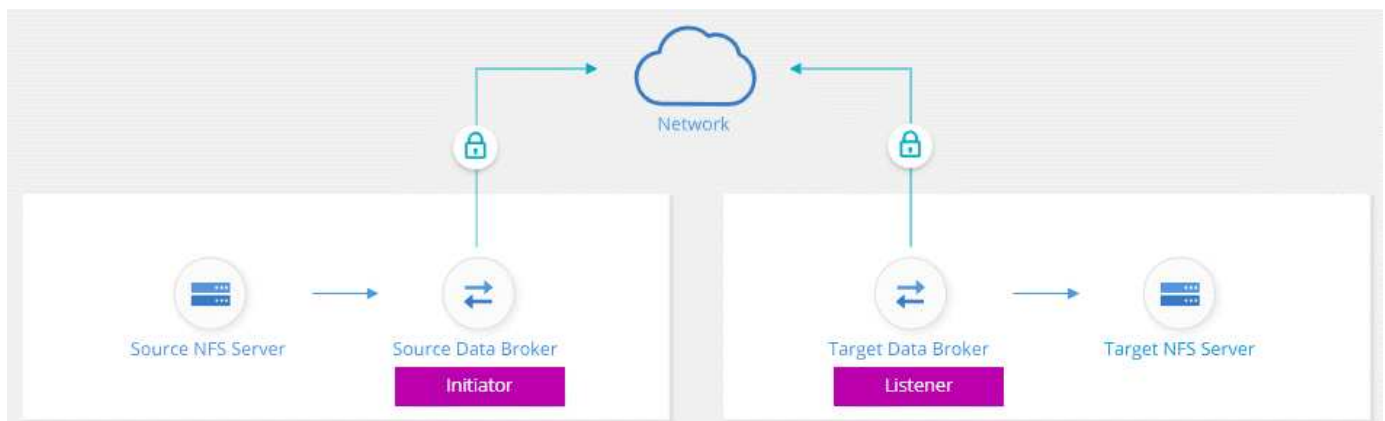 Network
Source NFS Server
Source Data Broker
Target Data Broker
Target NFS Server
Initiator
Listener